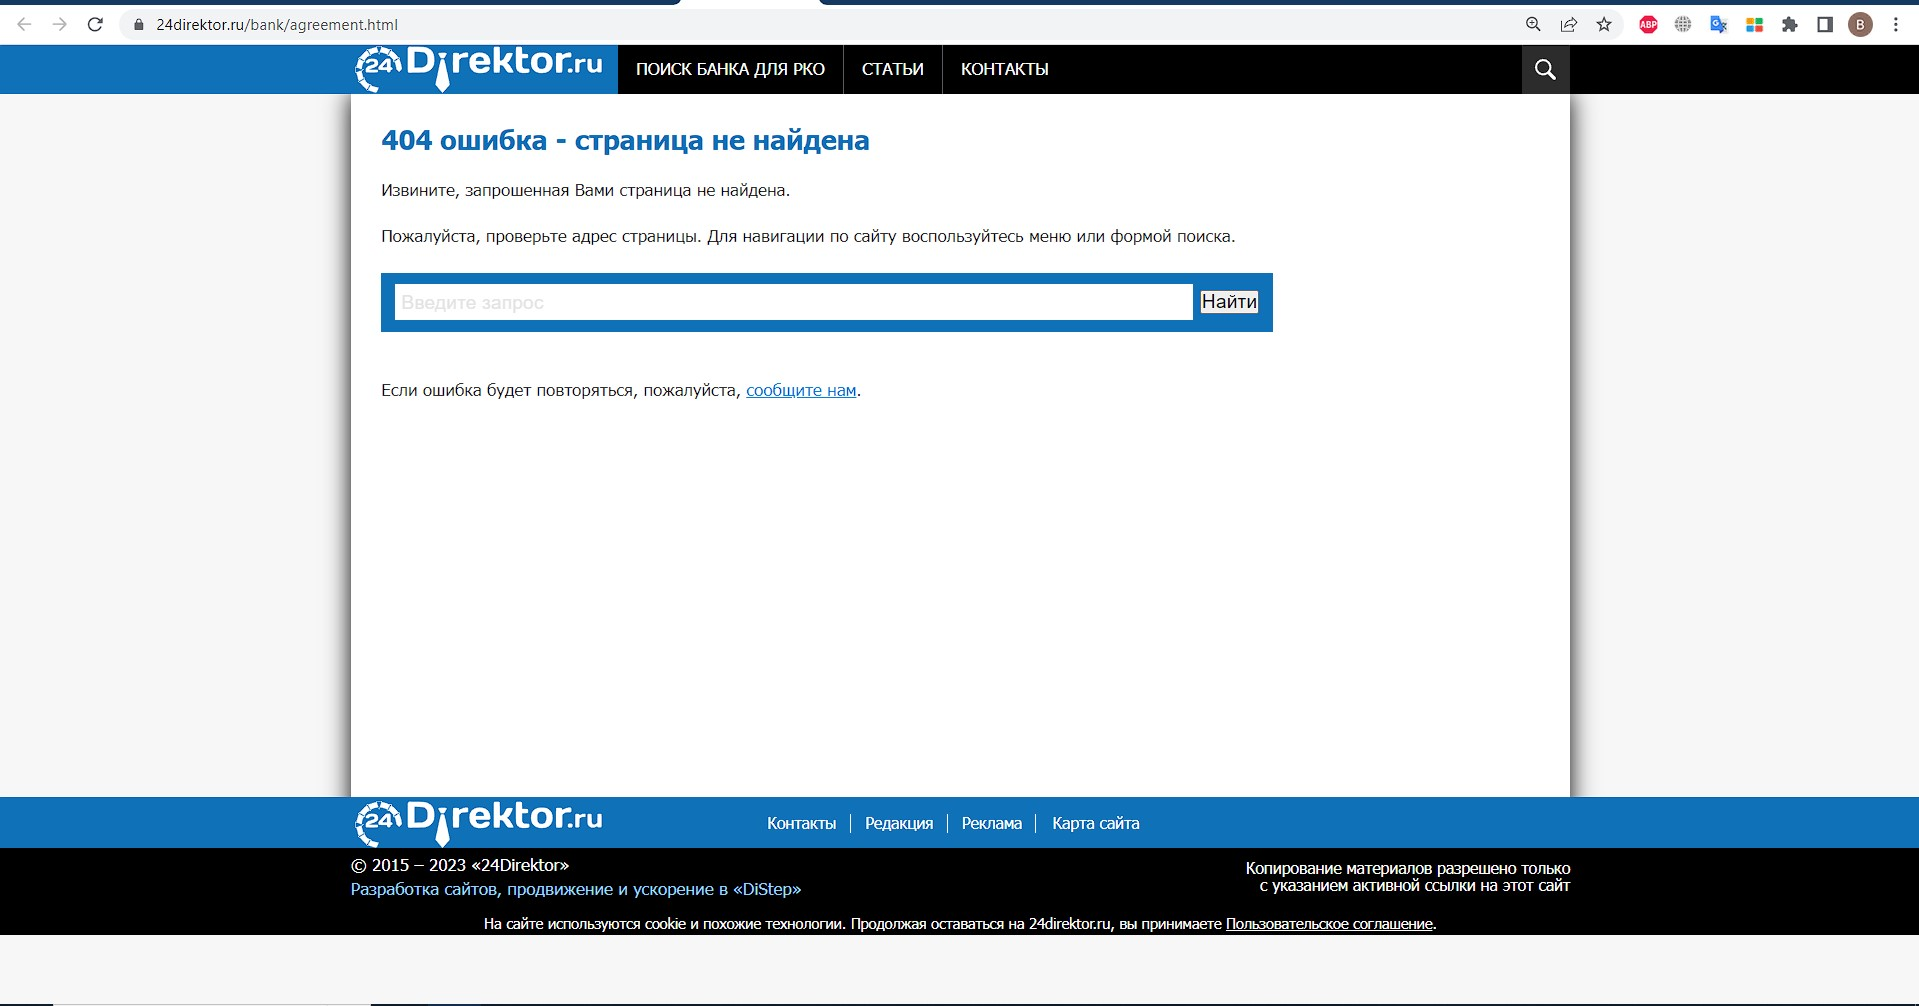 24direktor.ru/bank/agreement.html
ABP
B
24 Direktor.ru
ПОИСК БАНКА ДЛЯ РКО
СТАТЬИ
КОНТАКТЫ
404 ошибка - страница не найдена
Извините, запрошенная Вами страница не найдена.
Пожалуйста, проверьте адрес страницы. Для навигации по сайту воспользуйтесь меню или формой поиска.
Введите запрос
Найти
Если ошибка будет повторяться, пожалуйста, сообщите нам.
24 Direktor.ru
Контакты
Редакция
Реклама
Карта сайта
© 2015 – 2023 «24Direktor»
Разработка сайтов, продвижение и ускорение в «DiStep»
Копирование материалов разрешено только
с указанием активной ссылки на этот сайт
На сайте используются cookie и похожие технологии. Продолжая оставаться на 24direktor.ru, вы принимаете Пользовательское соглашение.